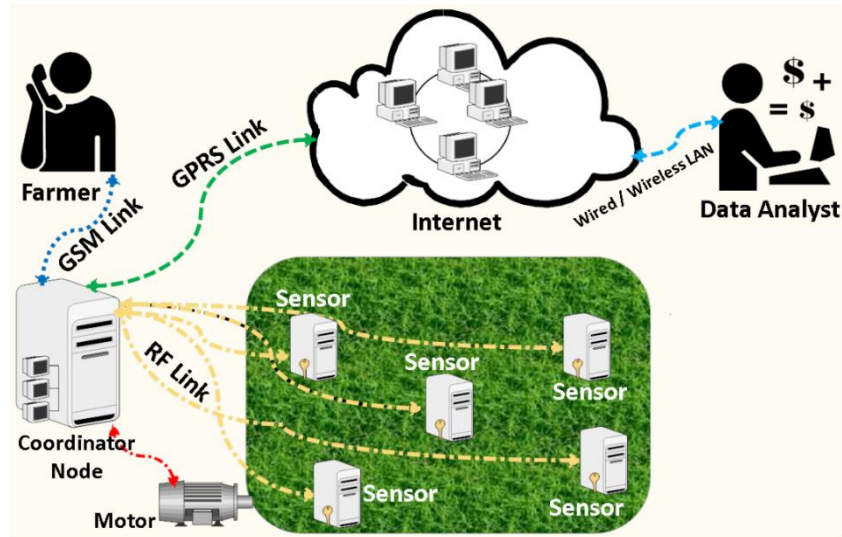 $ +
= $
Farmer
GPRS Link
GSM Link
Internet
Wired / Wireless LAN
Data Analyst
Sensor
Sensor
Sensor
RF Link
Coordinator
Node
Sensor
Sensor
Motor